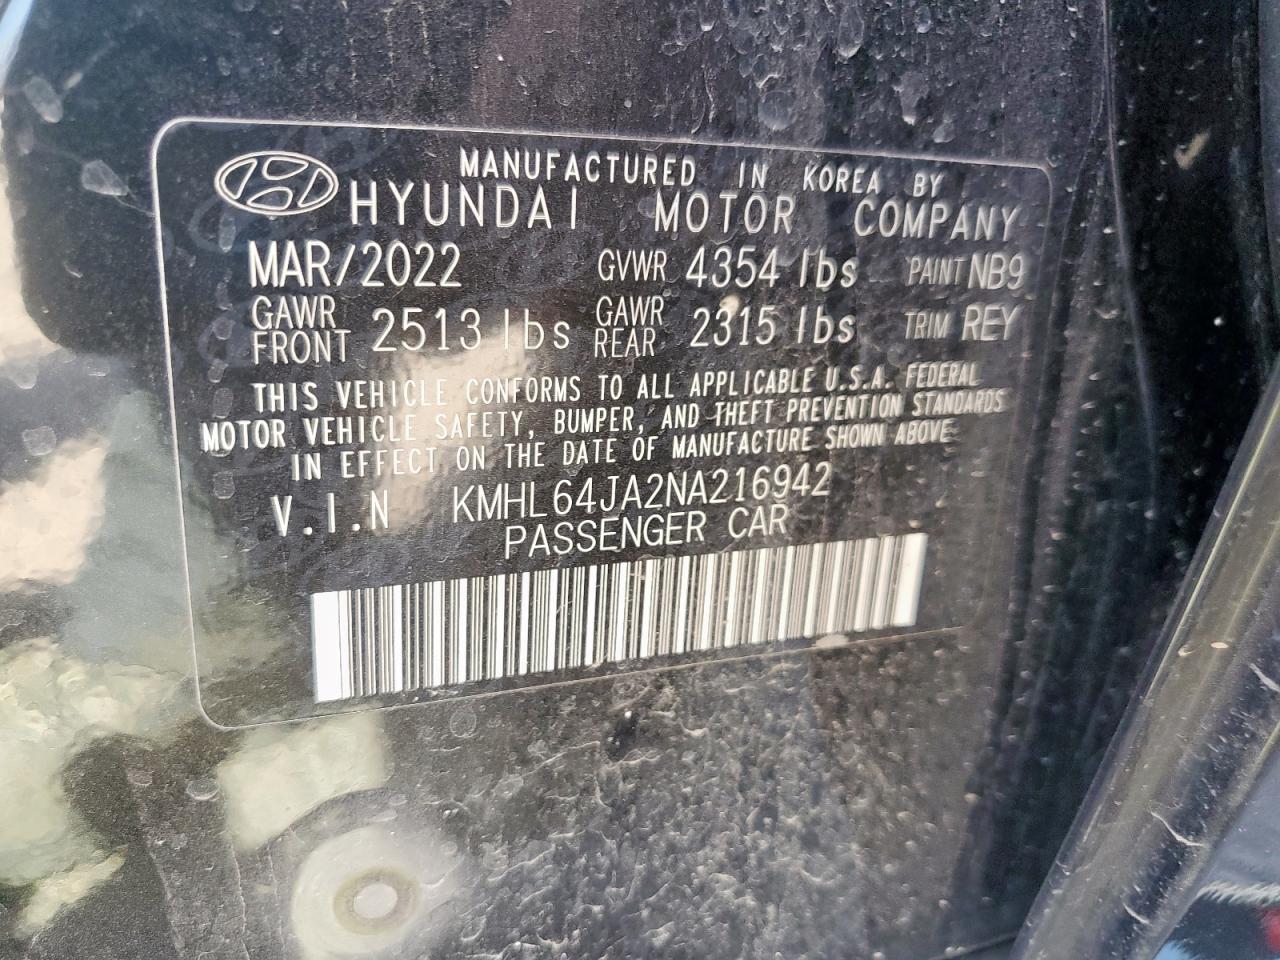 MANUFACTURED IN KOREA BY
HYUNDAI MOTOR COMPANY
MAR/2022 GVWR 4354 lbs PAINT NB9
GAWR FRONT 2513 lbs GAWR REAR 2315 lbs TRIM REY
THIS VEHICLE CONFORMS TO ALL APPLICABLE U.S.A. FEDERAL
MOTOR VEHICLE SAFETY, BUMPER, AND THEFT PREVENTION STANDARDS
IN EFFECT ON THE DATE OF MANUFACTURE SHOWN ABOVE
V.I.N KMHL64JA2NA216942
PASSENGER CAR